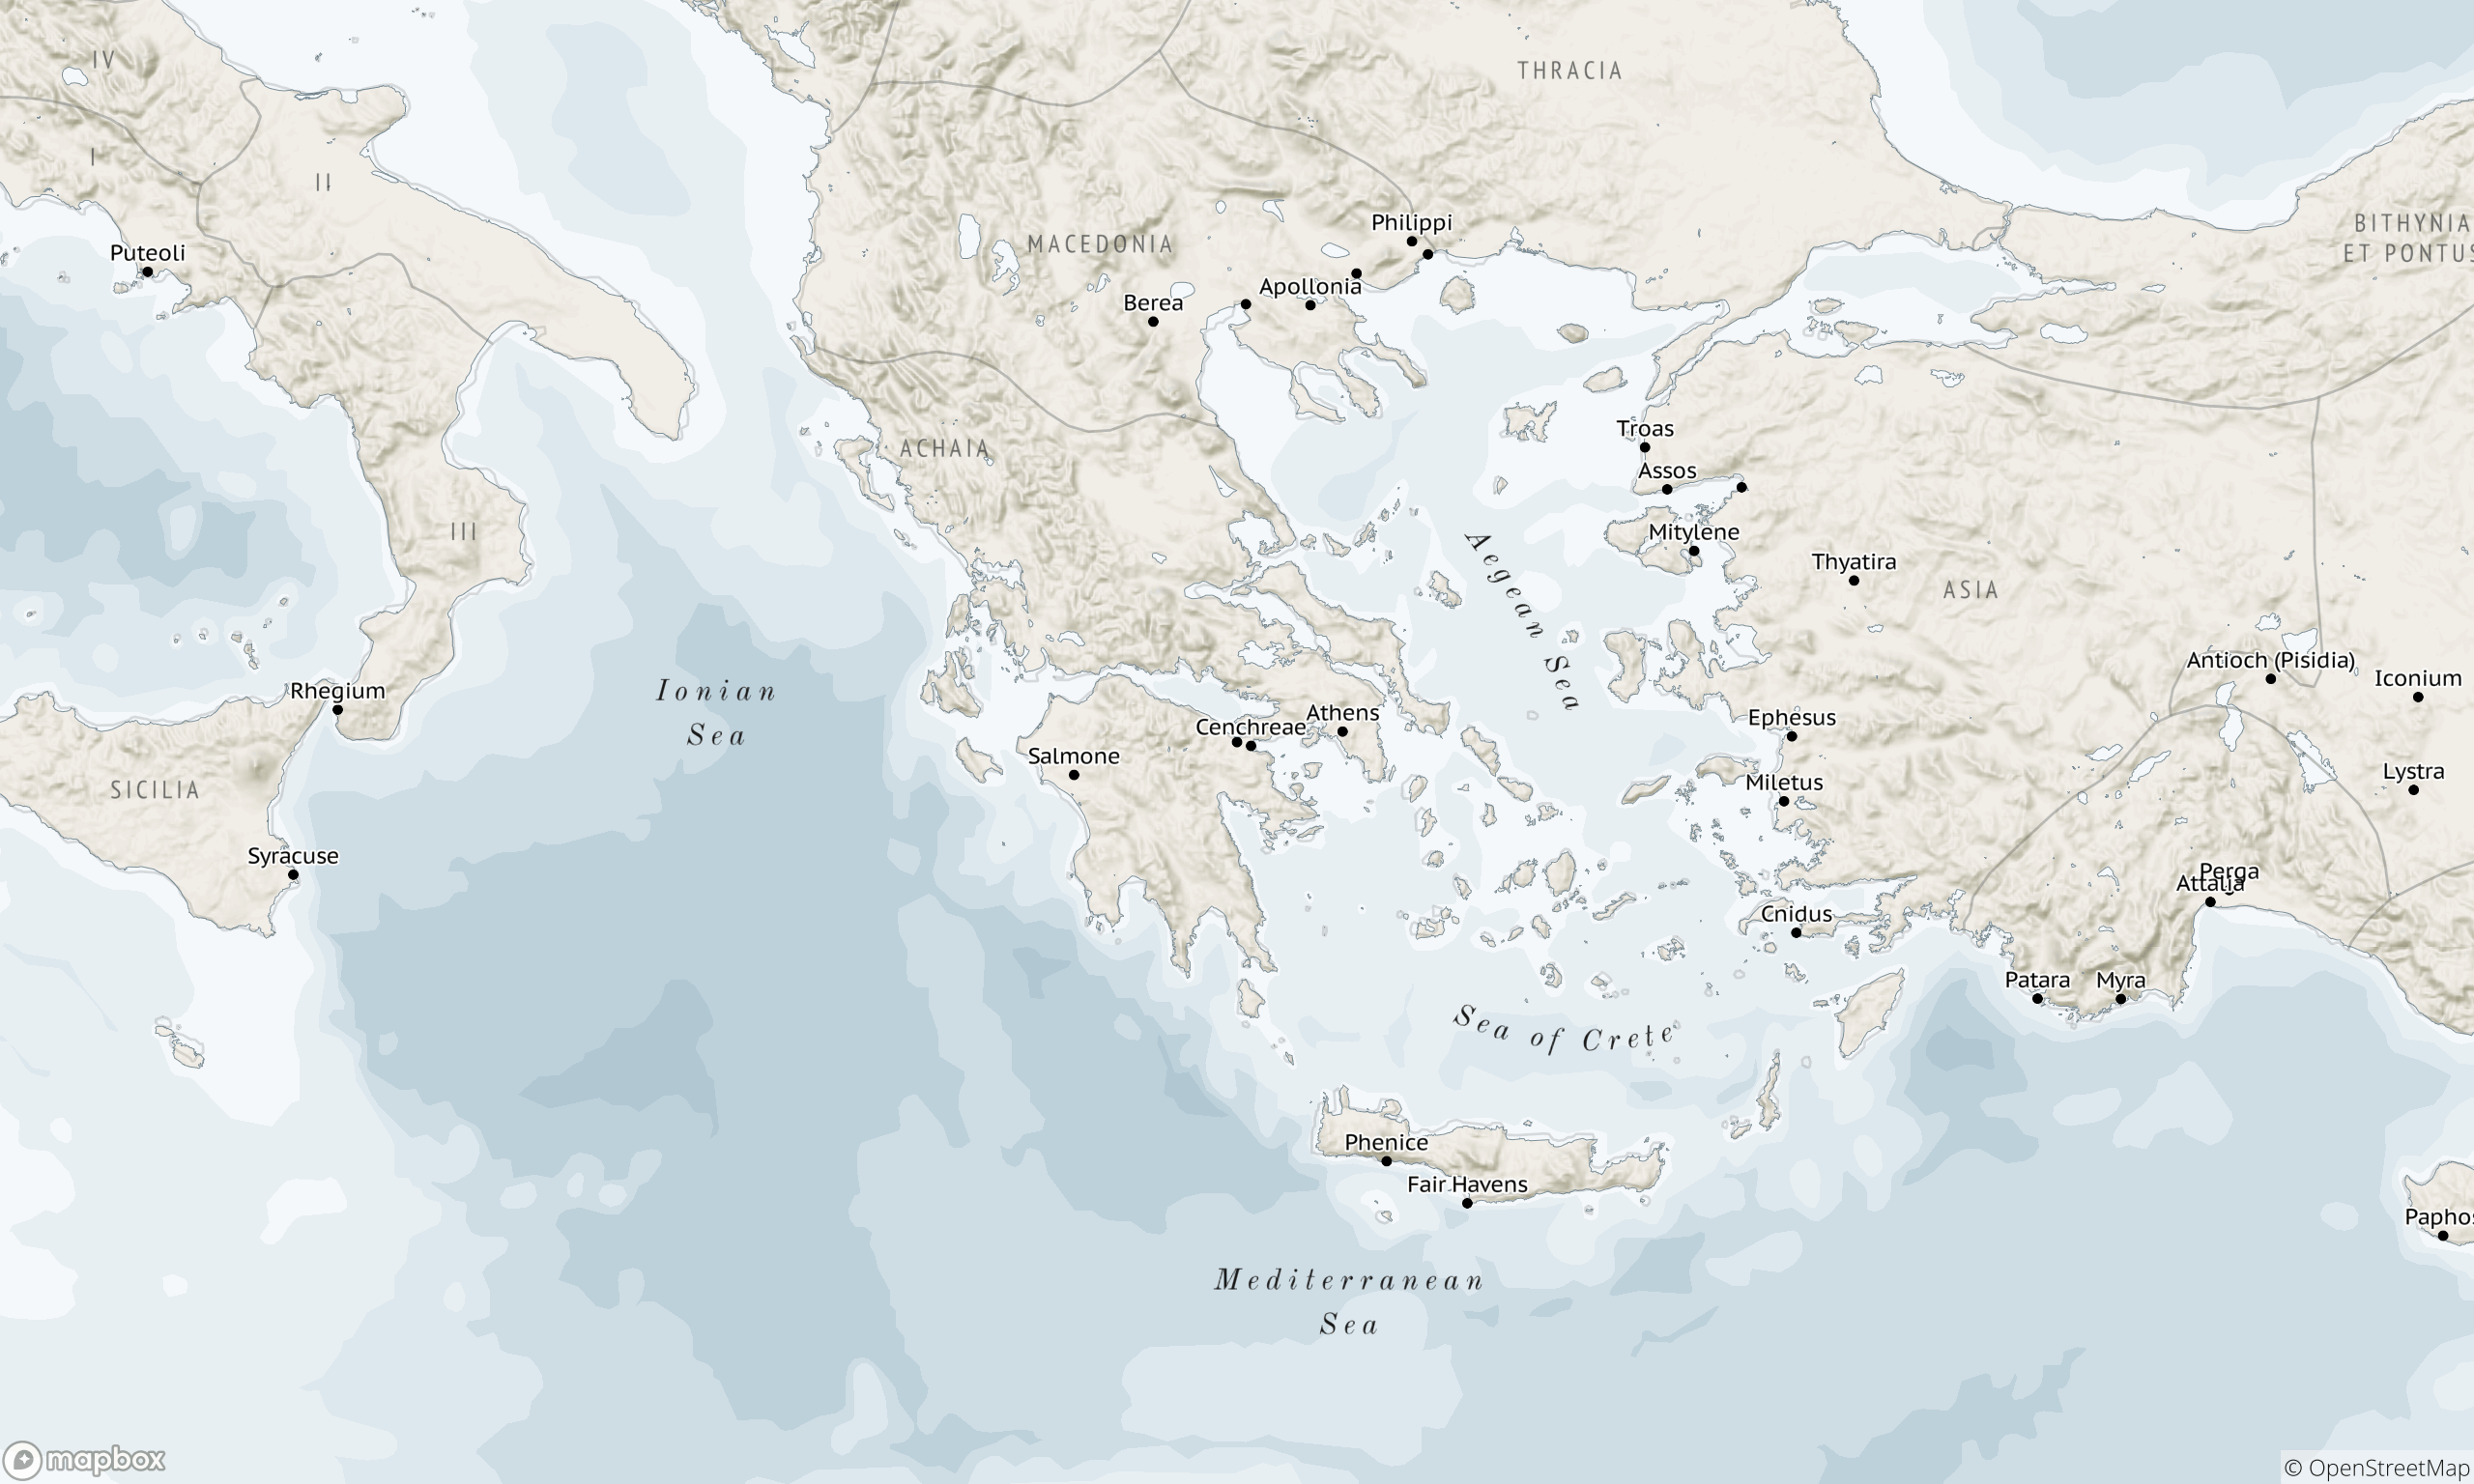 IV
THRACIA
I
II
Philippi
BITHYNIA
ET PONTUS
Puteoli
MACEDONIA
Apollonia
Berea
Troas
ACHAIA
Assos
III
Mitylene
Aegean Sea
Thyatira
ASIA
Antioch (Pisidia)
Iconium
Rhegium
Ionian
Sea
Athens
Cenchreae
Ephesus
Salmone
Lystra
Miletus
SICILIA
Syracuse
Perga
Attalia
Cnidus
Patara
Myra
Sea of Crete
Phenice
Fair Havens
Paphos
Mediterranean
Sea
mapbox
© OpenStreetMap